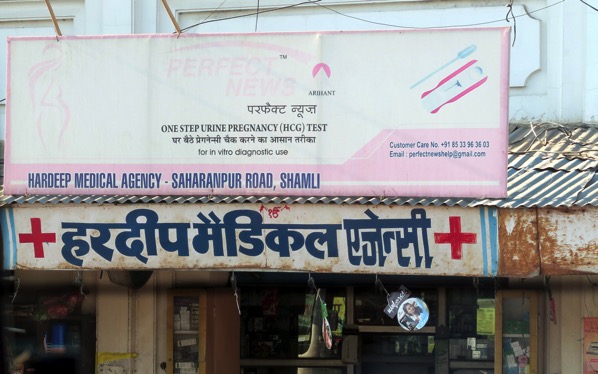 PERFECT NEWS ™
ARIHANT
परफैक्ट न्यूज़
ONE STEP URINE PREGNANCY (HCG) TEST
घर बैठे प्रेगनेन्सी चैक करने का आसान तरीका
for in vitro diagnostic use
Customer Care No. +91 85 33 96 36 03
Email : perfectnewshelp@gmail.com
HARDEEP MEDICAL AGENCY - SAHARANPUR ROAD, SHAMLI
हरदीप मैडिकल एजेन्सी